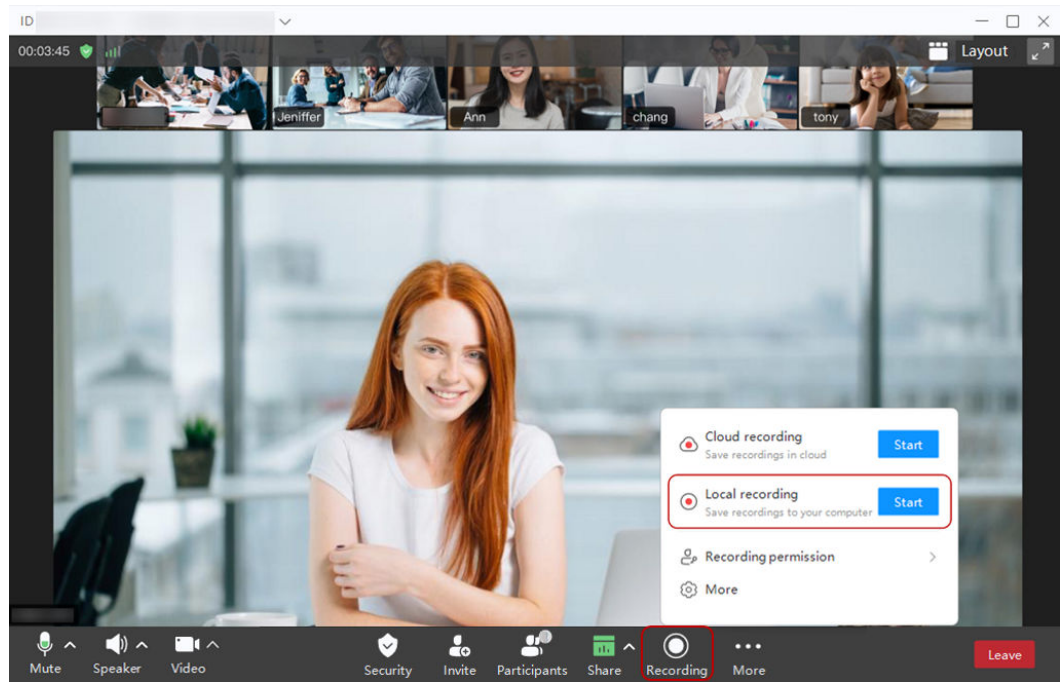 ID
00:03:45
Layout
Jeniffer
Ann
chang
tony
Cloud recording
Save recordings in cloud
Start
Local recording
Save recordings to your computer
Start
Recording permission
More
Mute
Speaker
Video
Security
Invite
Participants
Share
Recording
More
Leave